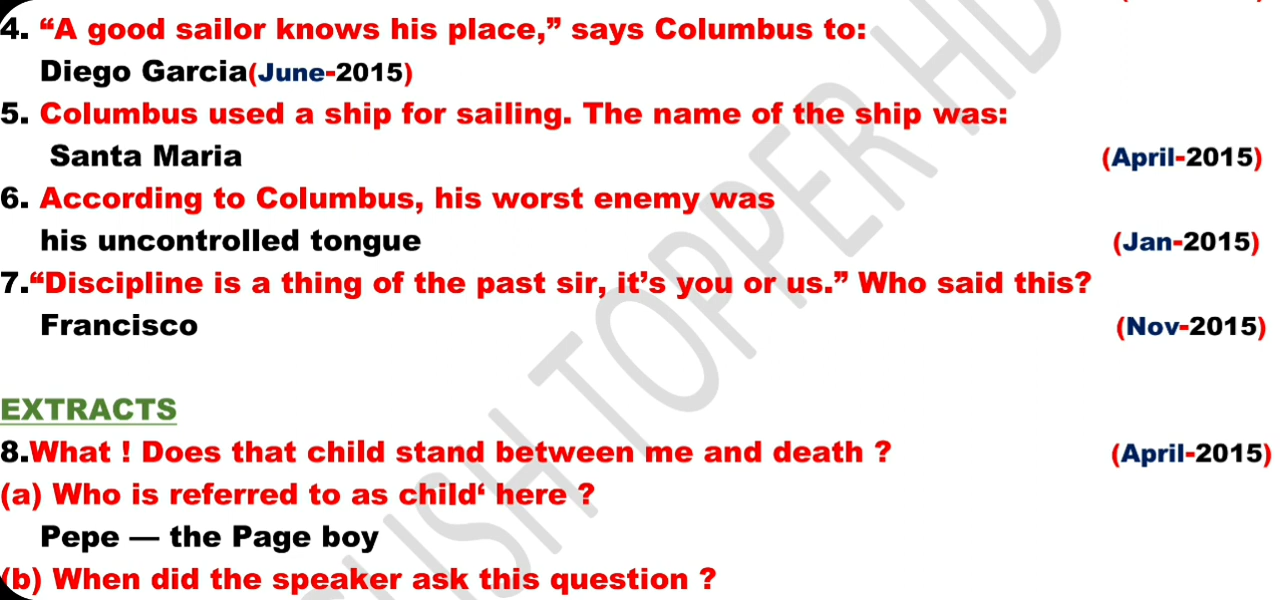 4. “A good sailor knows his place,” says Columbus to:
Diego Garcia(June-2015)
5. Columbus used a ship for sailing. The name of the ship was:
Santa Maria (April-2015)
6. According to Columbus, his worst enemy was
his uncontrolled tongue (Jan-2015)
7.“Discipline is a thing of the past sir, it’s you or us.” Who said this?
Francisco (Nov-2015)
EXTRACTS
8.What ! Does that child stand between me and death ? (April-2015)
(a) Who is referred to as child‘ here ?
Pepe — the Page boy
(b) When did the speaker ask this question ?
LISH TOPPER HD